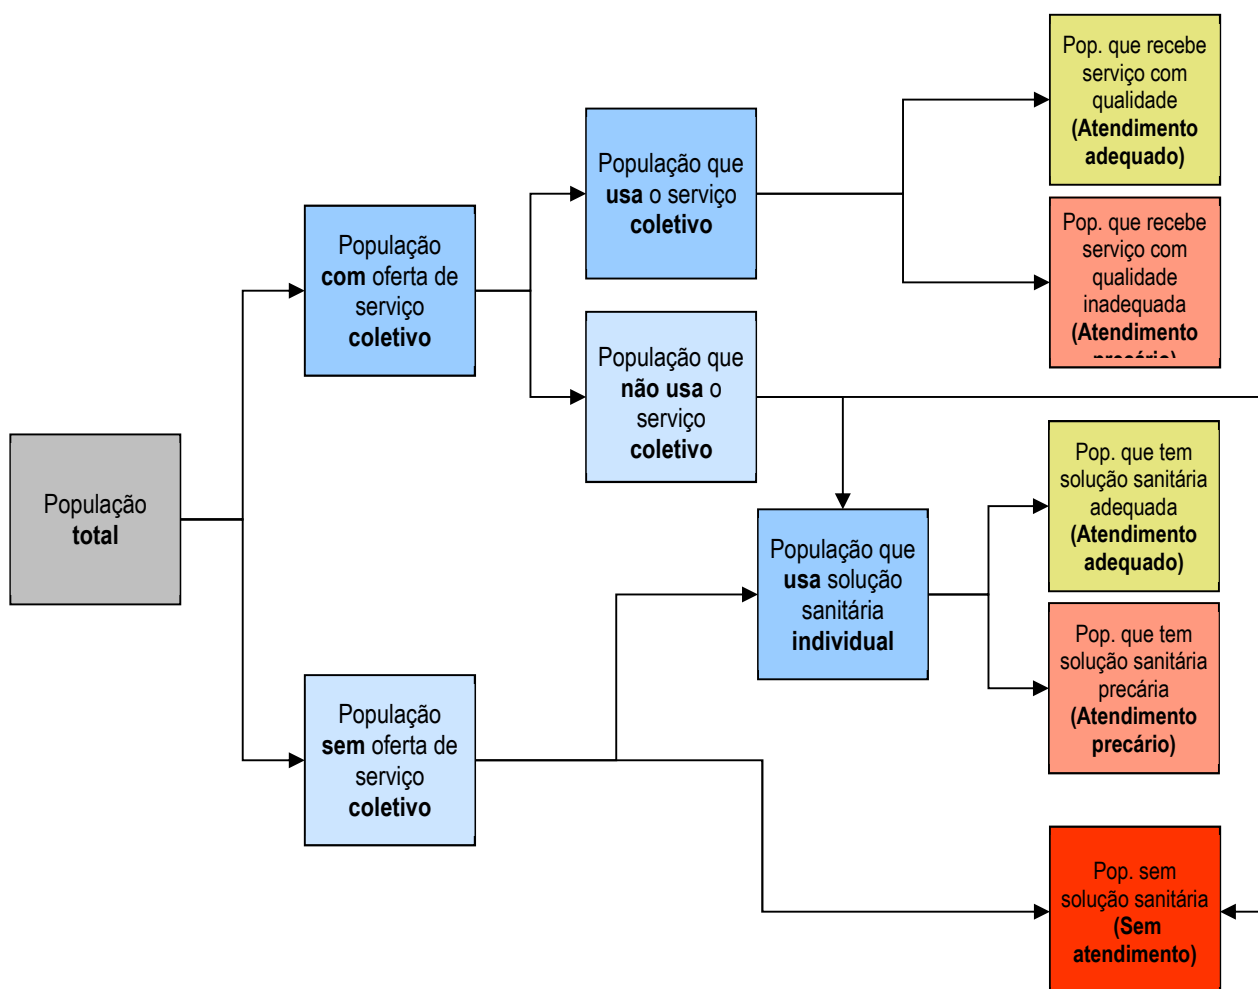 População
total
População
com oferta de
serviço
coletivo
População
sem oferta de
serviço
coletivo
População que
usa o serviço
coletivo
População que
não usa o
serviço
coletivo
População que
usa solução
sanitária
individual
Pop. que recebe
serviço com
qualidade
(Atendimento
adequado)
Pop. que recebe
serviço com
qualidade
inadequada
(Atendimento
precário)
Pop. que tem
solução sanitária
adequada
(Atendimento
adequado)
Pop. que tem
solução sanitária
precária
(Atendimento
precário)
Pop. sem
solução sanitária
(Sem
atendimento)